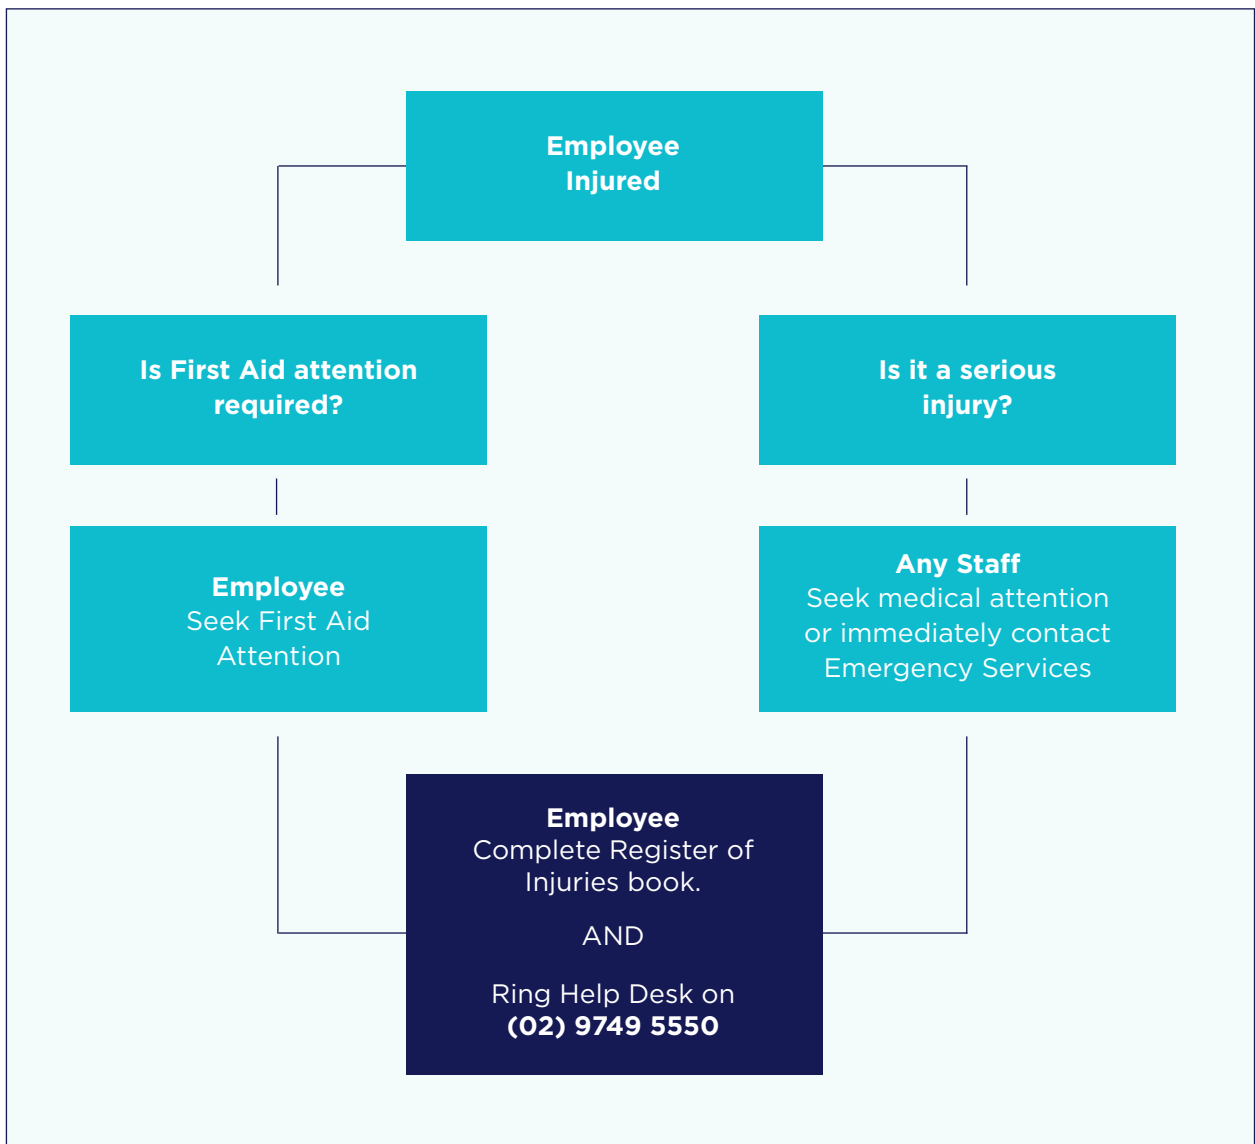 Employee
Injured
Is First Aid attention
required?
Is it a serious
injury?
Employee
Seek First Aid
Attention
Any Staff
Seek medical attention
or immediately contact
Emergency Services
Employee
Complete Register of
Injuries book.
AND
Ring Help Desk on
(02) 9749 5550